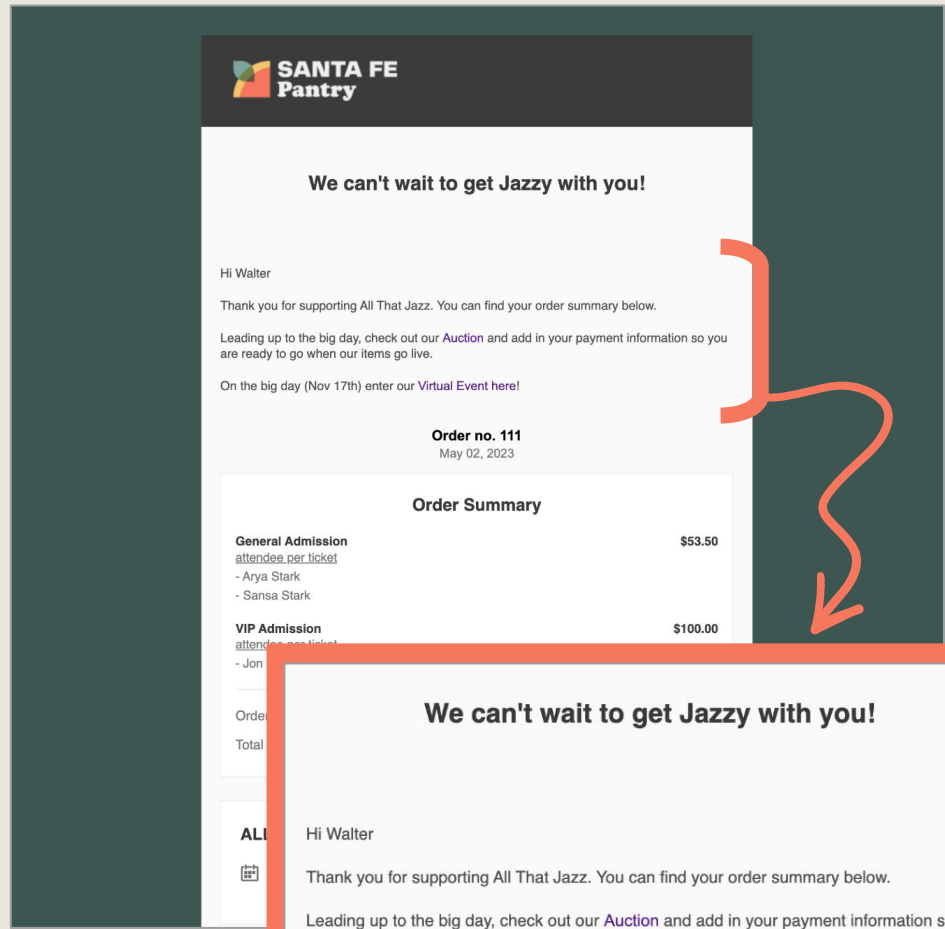 SANTA FE
Pantry
We can't wait to get Jazzy with you!
Hi Walter
Thank you for supporting All That Jazz. You can find your order summary below.
Leading up to the big day, check out our Auction and add in your payment information so you
are ready to go when our items go live.
On the big day (Nov 17th) enter our Virtual Event here!
Order no. 111
May 02, 2023
Order Summary
General Admission $53.50
attendee per ticket
- Arya Stark
- Sansa Stark
VIP Admission $100.00
attendee per ticket
- Jon
Total
We can't wait to get Jazzy with you!
Hi Walter
Thank you for supporting All That Jazz. You can find your order summary below.
Leading up to the big day, check out our Auction and add in your payment information